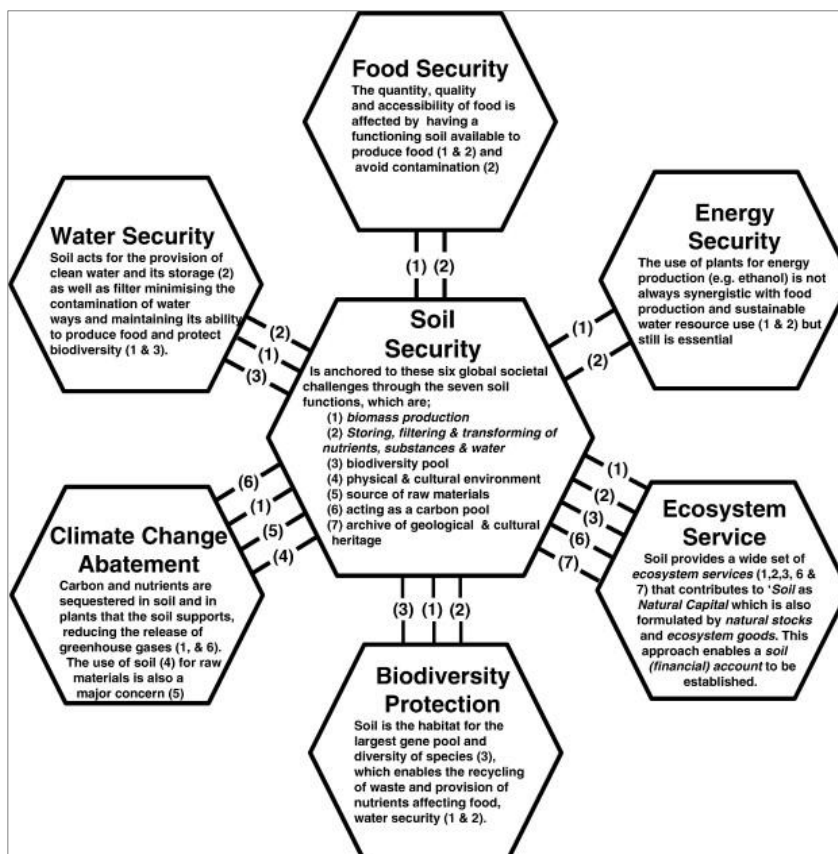 Food Security
The quantity, quality
and accessibility of food is
affected by having a
functioning soil available to
produce food (1 & 2) and
avoid contamination (2)
Water Security
Soil acts for the provision of
clean water and its storage (2)
as well as filter minimising the
contamination of water
ways and maintaining its ability
to produce food and protect
biodiversity (1 & 3).
Energy
Security
The use of plants for energy
production (e.g. ethanol) is not
always synergistic with food
production and sustainable
water resource use (1 & 2) but
still is essential
(1)
(2)
(2)
(1)
(3)
(1)
(2)
Soil
Security
Is anchored to these six global societal
challenges through the seven soil
functions, which are;
(1) biomass production
(2) Storing, filtering & transforming of
nutrients, substances & water
(3) biodiversity pool
(4) physical & cultural environment
(5) source of raw materials
(6) acting as a carbon pool
(7) archive of geological & cultural
heritage
(6)
(1)
(5)
(4)
(1)
(2)
(3)
(6)
(7)
(3)
(1)
(2)
Climate Change
Abatement
Carbon and nutrients are
sequestered in soil and in
plants that the soil supports,
reducing the release of
greenhouse gases (1, & 6).
The use of soil (4) for raw
materials is also a
major concern (5)
Ecosystem
Service
Soil provides a wide set of
ecosystem services (1,2,3, 6 &
7) that contributes to ‘Soil as
Natural Capital which is also
formulated by natural stocks
and ecosystem goods. This
approach enables a soil
(financial) account to be
established.
Biodiversity
Protection
Soil is the habitat for the
largest gene pool and
diversity of species (3),
which enables the recycling
of waste and provision of
nutrients affecting food,
water security (1 & 2).